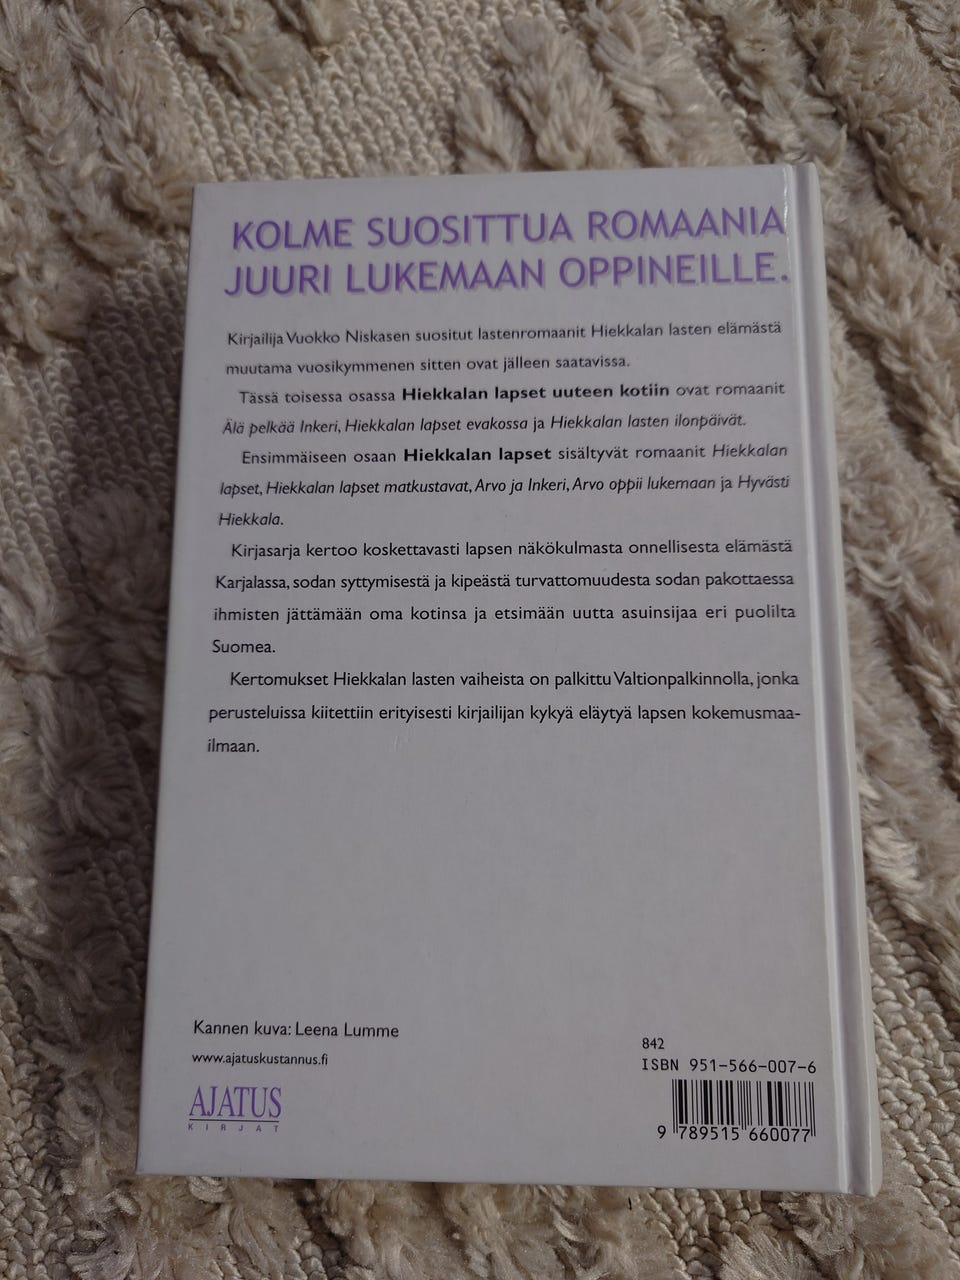 KOLME SUOSITTUA ROMAANIA
JUURI LUKEMAAN OPPINEILLE.
Kirjailija Vuokko Niskasen suositut lastenromaanit Hiekkalan lasten elämästä
muutama vuosikymmenen sitten ovat jälleen saatavissa.
Tässä toisessa osassa Hiekkalan lapset uuteen kotiin ovat romaanit
Älä pelkää Inkeri, Hiekkalan lapset evakossa ja Hiekkalan lasten ilonpäivät.
Ensimmäiseen osaan Hiekkalan lapset sisältyvät romaanit Hiekkalan
lapset, Hiekkalan lapset matkustavat, Arvo ja Inkeri, Arvo oppii lukemaan ja Hyvästi
Hiekkala.
Kirjasarja kertoo koskettavasti lapsen näkökulmasta onnellisesta elämästä
Karjalassa, sodan syttymisestä ja kipeästä turvattomuudesta sodan pakottaessa
ihmisten jättämään oma kotinsa ja etsimään uutta asuinsijaa eri puolilta
Suomea.
Kertomukset Hiekkalan lasten vaiheista on palkittu Valtionpalkinnolla, jonka
perusteluissa kiitettiin erityisesti kirjailijan kykyä eläytyä lapsen kokemusmaa-
ilmaan.
Kannen kuva: Leena Lumme
www.ajatuskustannus.fi
AJATUS
KIRJAT
842
ISBN 951-566-007-6
9 789515 660077